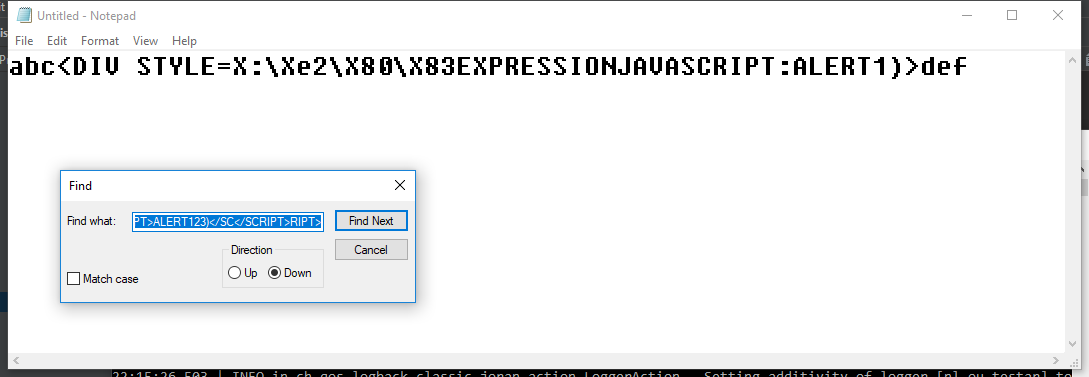 Untitled - Notepad
File Edit Format View Help
abc<DIV STYLE=X:\Xe2\X80\X83EXPRESSIONJAVASCRIPT:ALERT1)>def
Find
Find what: PT>ALERT123)</SC</SCRIPT>RIPT> Find Next
Direction Cancel
Up Down
Match case
22:15:26,503 | INFO in ch.qos.logback.classic.joran.action.LoggerAction - Setting additivity of logger [nl.ou.testar] to